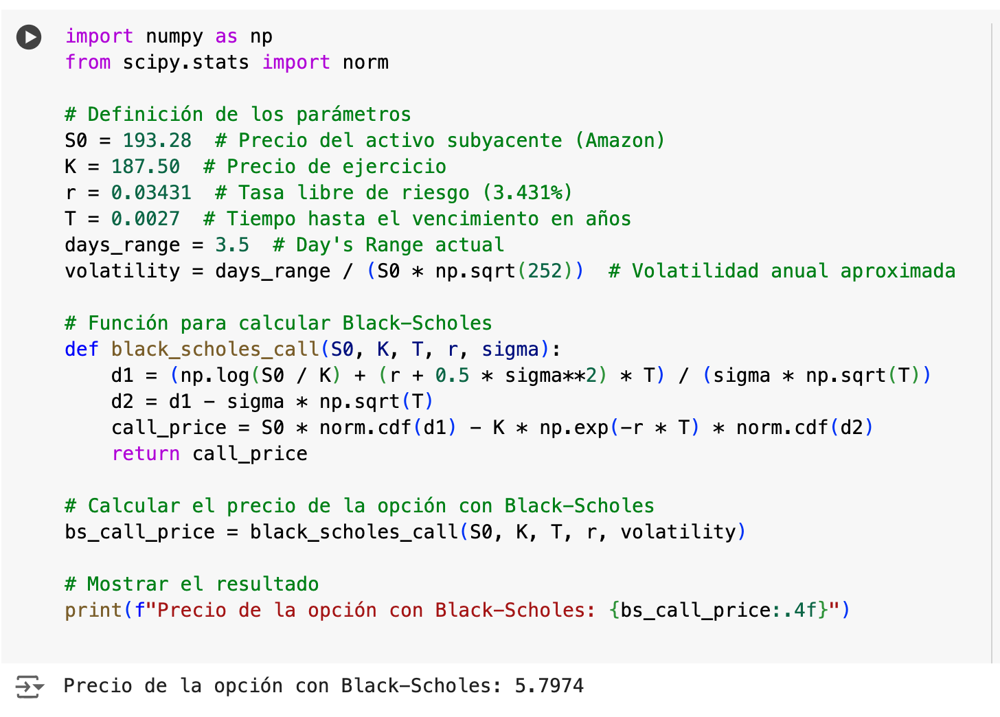 import numpy as np
from scipy.stats import norm
# Definición de los parámetros
S0 = 193.28  # Precio del activo subyacente (Amazon)
K = 187.50  # Precio de ejercicio
r = 0.03431  # Tasa libre de riesgo (3.431%)
T = 0.0027  # Tiempo hasta el vencimiento en años
days_range = 3.5  # Day's Range actual
volatility = days_range / (S0 * np.sqrt(252))  # Volatilidad anual aproximada
# Función para calcular Black-Scholes
def black_scholes_call(S0, K, T, r, sigma):
    d1 = (np.log(S0 / K) + (r + 0.5 * sigma**2) * T) / (sigma * np.sqrt(T))
    d2 = d1 - sigma * np.sqrt(T)
    call_price = S0 * norm.cdf(d1) - K * np.exp(-r * T) * norm.cdf(d2)
    return call_price
# Calcular el precio de la opción con Black-Scholes
bs_call_price = black_scholes_call(S0, K, T, r, volatility)
# Mostrar el resultado
print(f"Precio de la opción con Black-Scholes: {bs_call_price:.4f}")
Precio de la opción con Black-Scholes: 5.7974